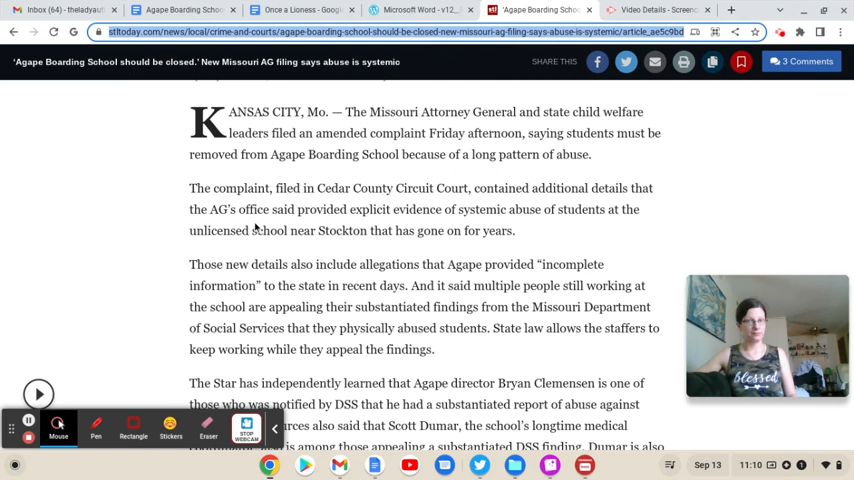 Inbox (64) - theladyauti
Agape Boarding School
Once a Lioness - Google
Microsoft Word - v12_
'Agape Boarding School
Video Details - Screenc
stltoday.com/news/local/crime-and-courts/agape-boarding-school-should-be-closed-new-missouri-ag-filing-says-abuse-is-systemic/article_ae5c9bd
'Agape Boarding School should be closed.' New Missouri AG filing says abuse is systemic
SHARE THIS
3 Comments
KANSAS CITY, Mo. — The Missouri Attorney General and state child welfare
leaders filed an amended complaint Friday afternoon, saying students must be
removed from Agape Boarding School because of a long pattern of abuse.
The complaint, filed in Cedar County Circuit Court, contained additional details that
the AG's office said provided explicit evidence of systemic abuse of students at the
unlicensed school near Stockton that has gone on for years.
Those new details also include allegations that Agape provided “incomplete
information” to the state in recent days. And it said multiple people still working at
the school are appealing their substantiated findings from the Missouri Department
of Social Services that they physically abused students. State law allows the staffers to
keep working while they appeal the findings.
The Star has independently learned that Agape director Bryan Clemensen is one of
those who was notified by DSS that he had a substantiated report of abuse against
also said that Scott Dumar, the school's longtime medical
is among those appealing a substantiated DSS finding. Dumar is also
blessed
Mouse
Pen
Rectangle
Stickers
Eraser
STOP
WEBCAM
Sep 13
11:10